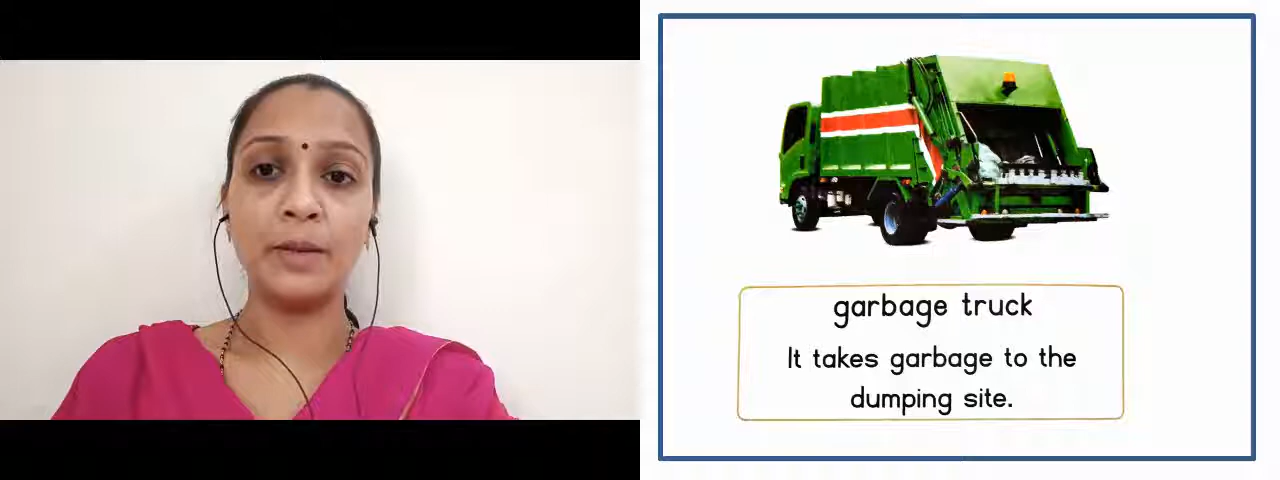 garbage truck
It takes garbage to the
dumping site.